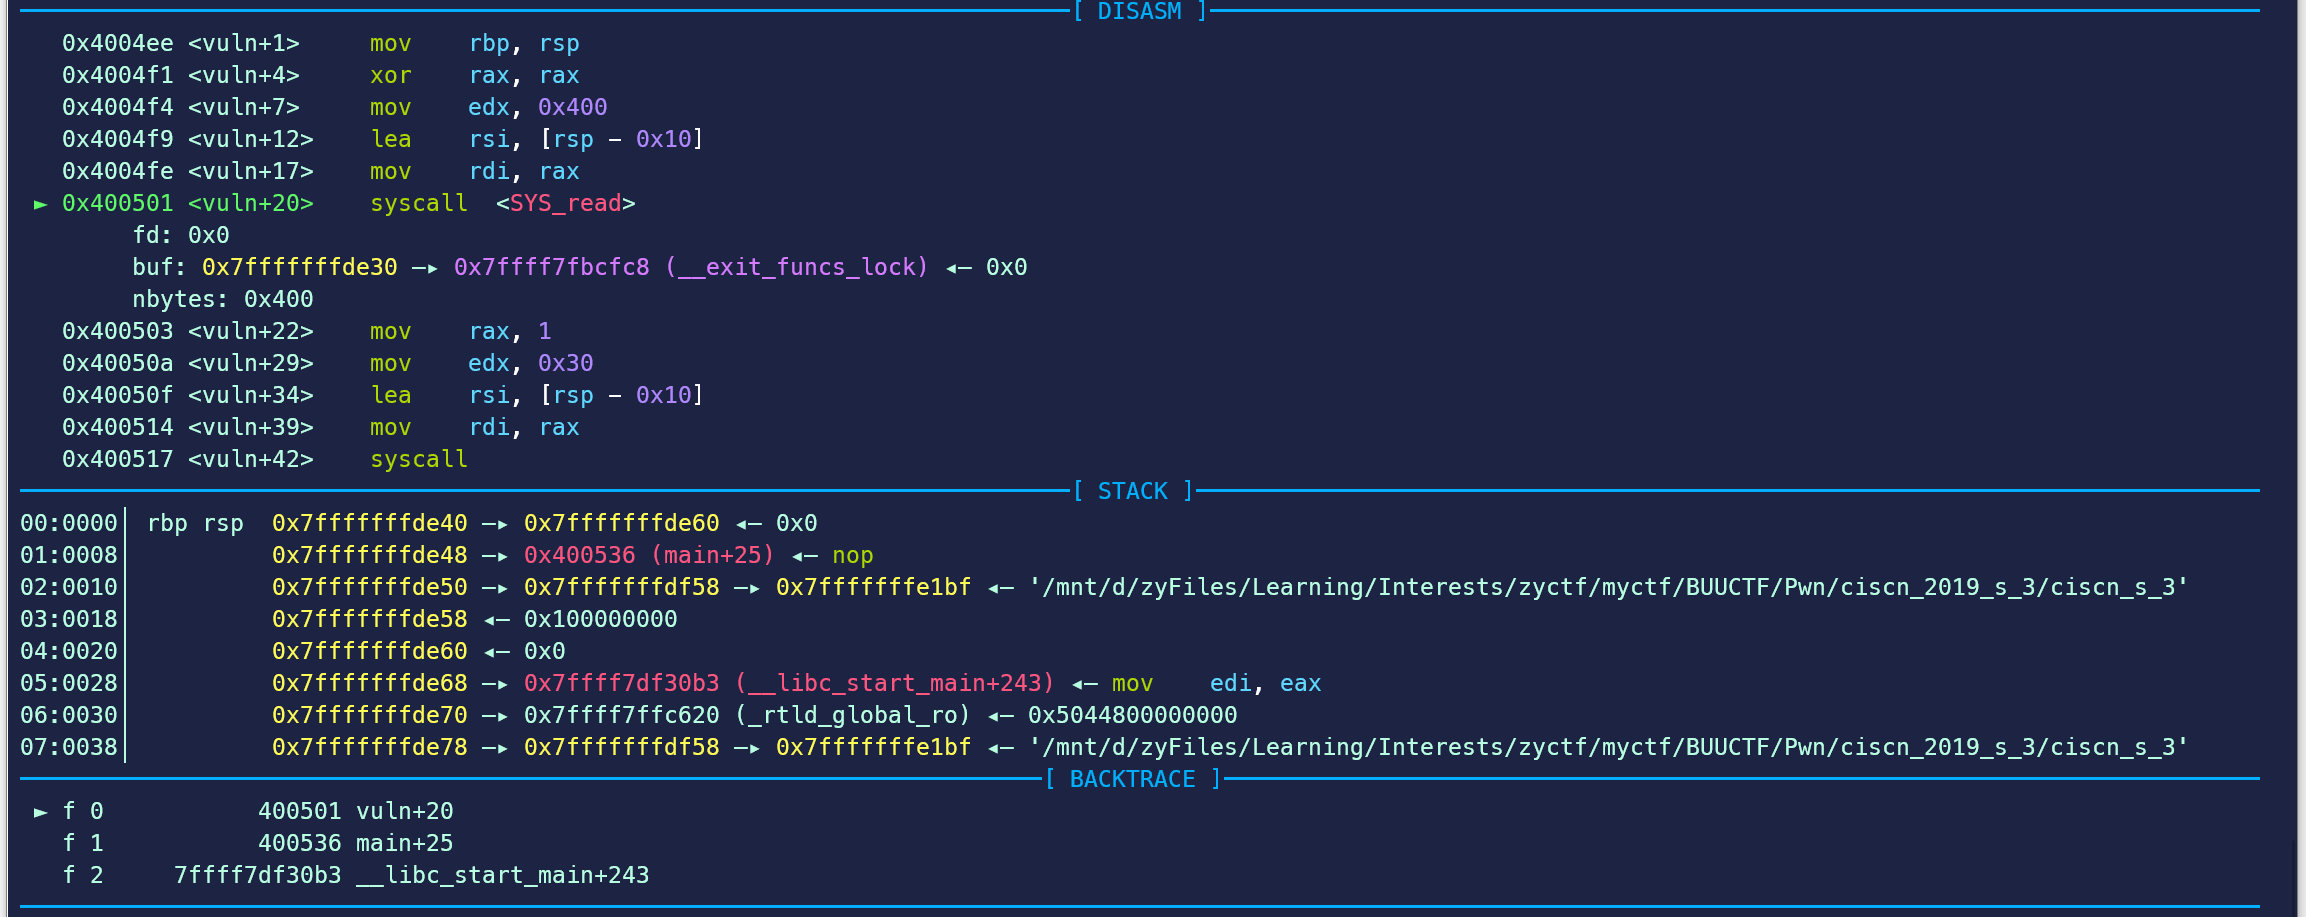 [ DISASM ]
0x4004ee <vuln+1> mov rbp, rsp
0x4004f1 <vuln+4> xor rax, rax
0x4004f4 <vuln+7> mov edx, 0x400
0x4004f9 <vuln+12> lea rsi, [rsp - 0x10]
0x4004fe <vuln+17> mov rdi, rax
► 0x400501 <vuln+20> syscall <SYS_read>
fd: 0x0
buf: 0x7fffffffde30 —▸ 0x7ffff7fbcfc8 (__exit_funcs_lock) ◂— 0x0
nbytes: 0x400
0x400503 <vuln+22> mov rax, 1
0x40050a <vuln+29> mov edx, 0x30
0x40050f <vuln+34> lea rsi, [rsp - 0x10]
0x400514 <vuln+39> mov rdi, rax
0x400517 <vuln+42> syscall
[ STACK ]
00:0000│ rbp rsp 0x7fffffffde40 —▸ 0x7fffffffde60 ◂— 0x0
01:0008│ 0x7fffffffde48 —▸ 0x400536 (main+25) ◂— nop
02:0010│ 0x7fffffffde50 —▸ 0x7fffffffdf58 —▸ 0x7fffffffe1bf ◂— '/mnt/d/zyFiles/Learning/Interests/zyctf/myctf/BUUCTF/Pwn/ciscn_2019_s_3/ciscn_s_3'
03:0018│ 0x7fffffffde58 ◂— 0x100000000
04:0020│ 0x7fffffffde60 ◂— 0x0
05:0028│ 0x7fffffffde68 —▸ 0x7ffff7df30b3 (__libc_start_main+243) ◂— mov edi, eax
06:0030│ 0x7fffffffde70 —▸ 0x7ffff7ffc620 (_rtld_global_ro) ◂— 0x5044800000000
07:0038│ 0x7fffffffde78 —▸ 0x7fffffffdf58 —▸ 0x7fffffffe1bf ◂— '/mnt/d/zyFiles/Learning/Interests/zyctf/myctf/BUUCTF/Pwn/ciscn_2019_s_3/ciscn_s_3'
[ BACKTRACE ]
► f 0 400501 vuln+20
f 1 400536 main+25
f 2 7ffff7df30b3 __libc_start_main+243